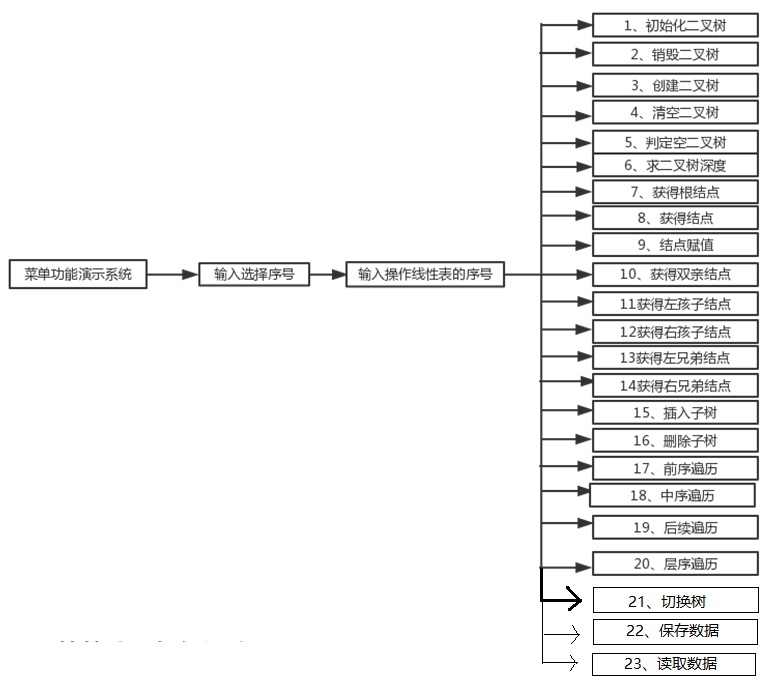 菜单功能演示系统
输入选择序号
输入操作线性表的序号
1、初始化二叉树
2、销毁二叉树
3、创建二叉树
4、清空二叉树
5、判定空二叉树
6、求二叉树深度
7、获得根结点
8、获得结点
9、结点赋值
10、获得双亲结点
11获得左孩子结点
12获得右孩子结点
13获得左兄弟结点
14获得右兄弟结点
15、插入子树
16、删除子树
17、前序遍历
18、中序遍历
19、后续遍历
20、层序遍历
21、切换树
22、保存数据
23、读取数据